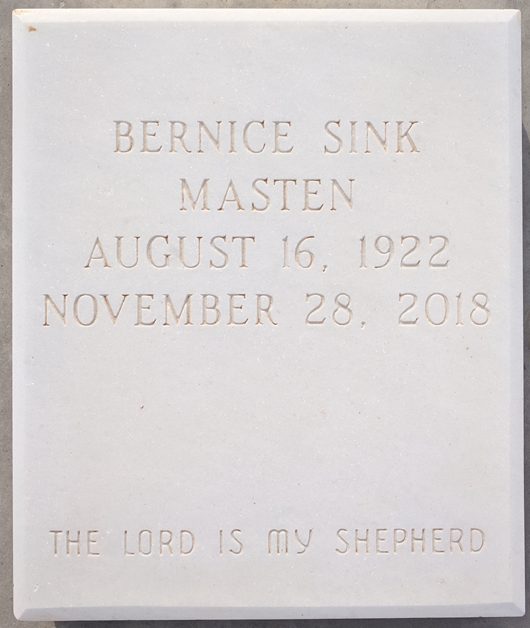 BERNICE SINK
MASTEN
AUGUST 16, 1922
NOVEMBER 28, 2018
THE LORD IS MY SHEPHERD